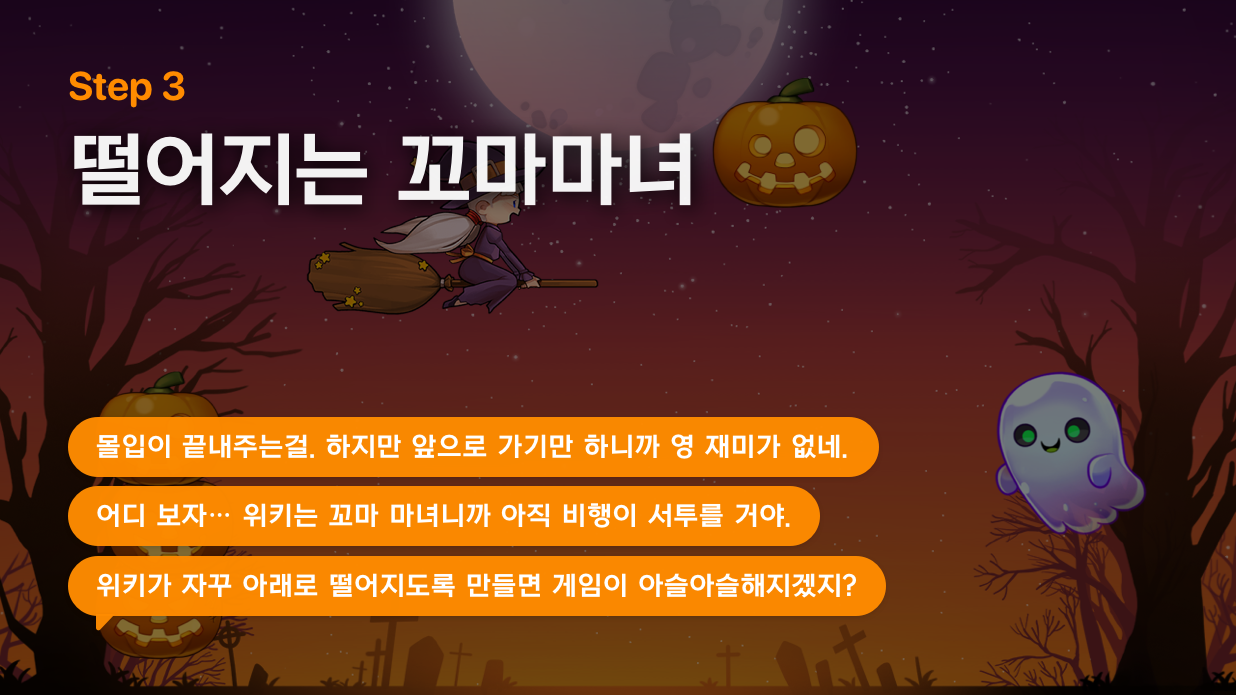 Step 3
떨어지는 꼬마마녀
몰입이 끝내주는걸. 하지만 앞으로 가기만 하니까 영 재미가 없네.
어디 보자… 위키는 꼬마 마녀니까 아직 비행이 서투를 거야.
위키가 자꾸 아래로 떨어지도록 만들면 게임이 아슬아슬해지겠지?